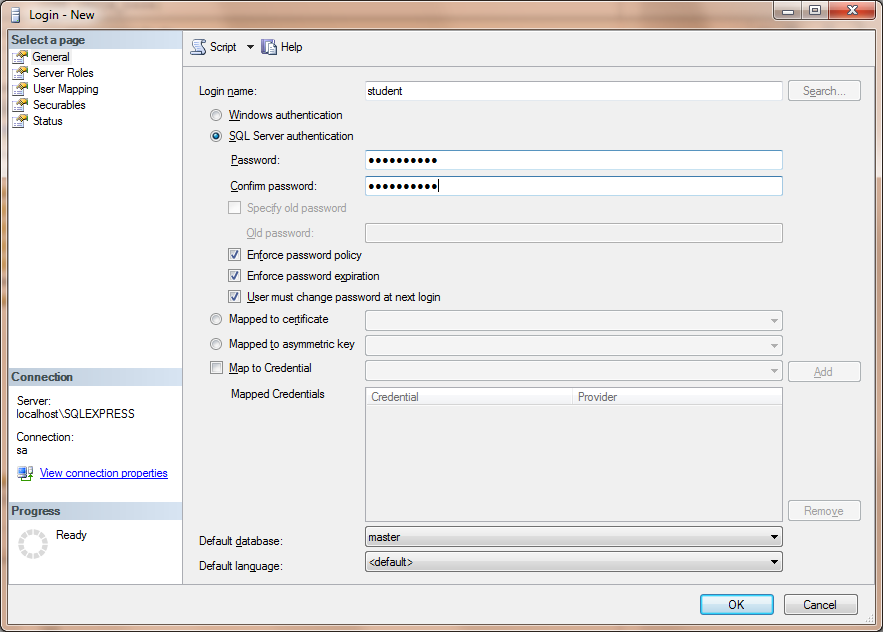 Login - New
Select a page
General
Server Roles
User Mapping
Securables
Status
Script Help
Login name: student Search...
Windows authentication
SQL Server authentication
Password: ●●●●●●●●●●
Confirm password: ●●●●●●●●●●
Specify old password
Old password:
Enforce password policy
Enforce password expiration
User must change password at next login
Mapped to certificate
Mapped to asymmetric key
Map to Credential Add
Mapped Credentials Credential Provider
Remove
Default database: master
Default language: <default>
Connection
Server:
localhost\SQLEXPRESS
Connection:
sa
View connection properties
Progress
Ready
OK Cancel